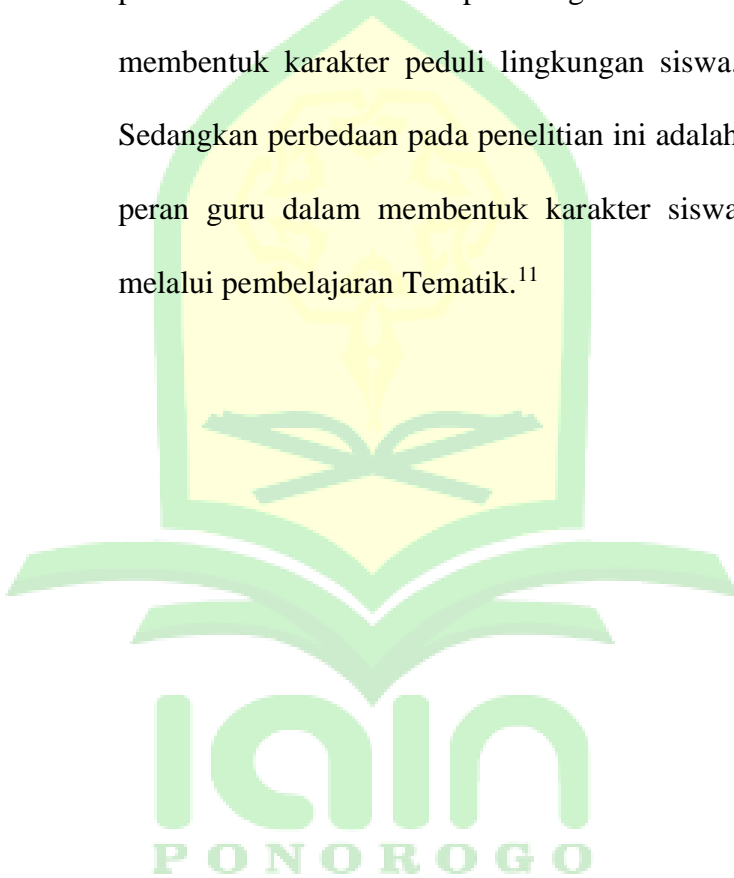 membentuk karakter peduli lingkungan siswa.
Sedangkan perbedaan pada penelitian ini adalah
peran guru dalam membentuk karakter siswa
melalui pembelajaran Tematik.¹¹
iain
PONOROGO